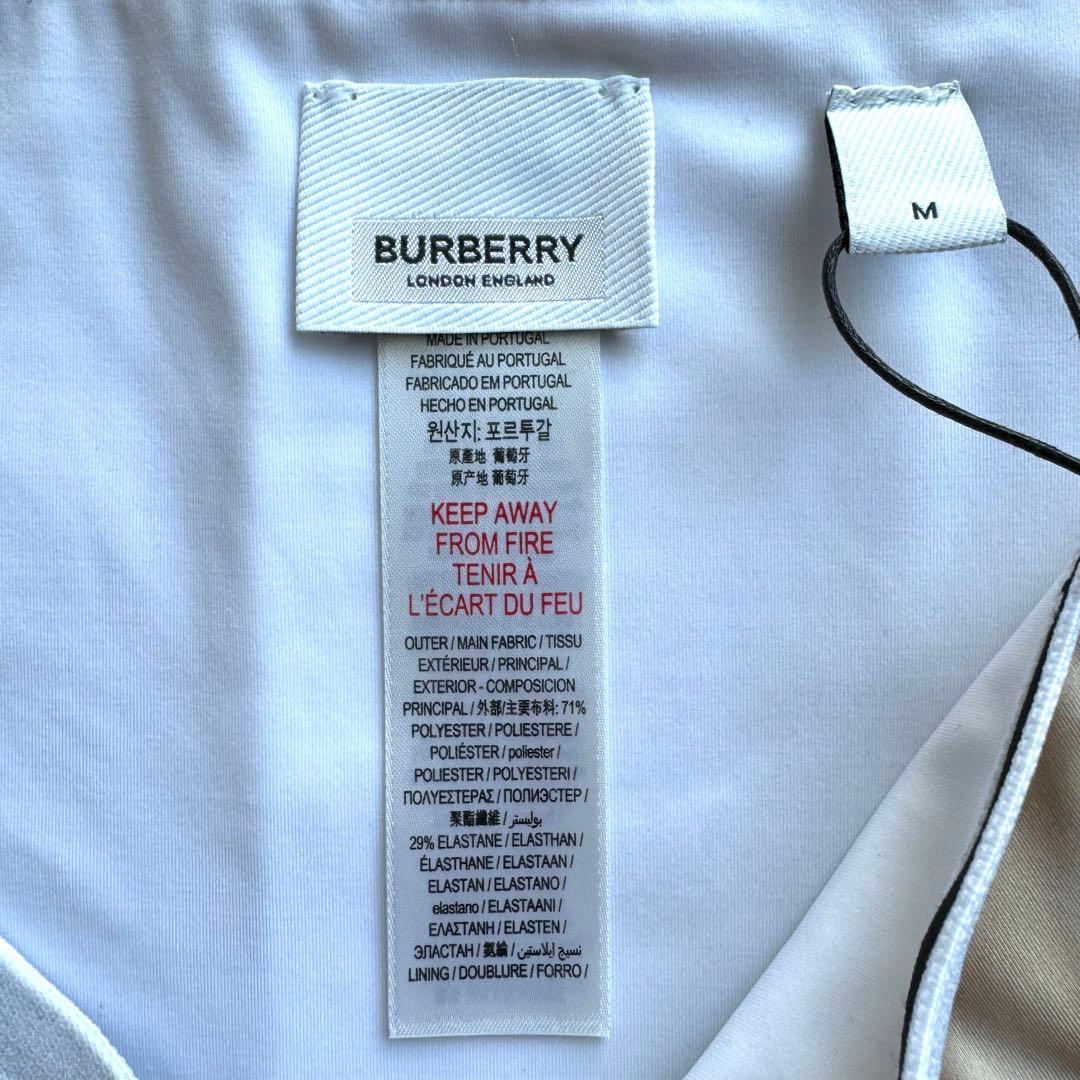 BURBERRY
LONDON ENGLAND
M
MADE IN PORTUGAL
FABRIQUÉ AU PORTUGAL
FABRICADO EM PORTUGAL
HECHO EN PORTUGAL
원산지: 포르투갈
原產地 葡萄牙
原产地 葡萄牙
KEEP AWAY
FROM FIRE
TENIR À
L'ÉCART DU FEU
OUTER / MAIN FABRIC / TISSU
EXTÉRIEUR / PRINCIPAL /
EXTERIOR - COMPOSICION
PRINCIPAL / 外部/主要布料: 71%
POLYESTER / POLIESTERE /
POLIÉSTER / poliester /
POLIESTER / POLYESTERI /
ΠΟΛΥΕΣΤΕΡΑΣ / ПОЛИЭСТЕР /
聚酯纖維 / بوليستر /
29% ELASTANE / ELASTHAN /
ÉLASTHANE / ELASTAAN /
ELASTAN / ELASTANO /
elastano / ELASTAANI /
ΕΛΑΣΤΑΝΗ / ELASTEN /
ЭЛАСТАН / 氨綸 / نسيج إيلاستين /
LINING / DOUBLURE / FORRO /